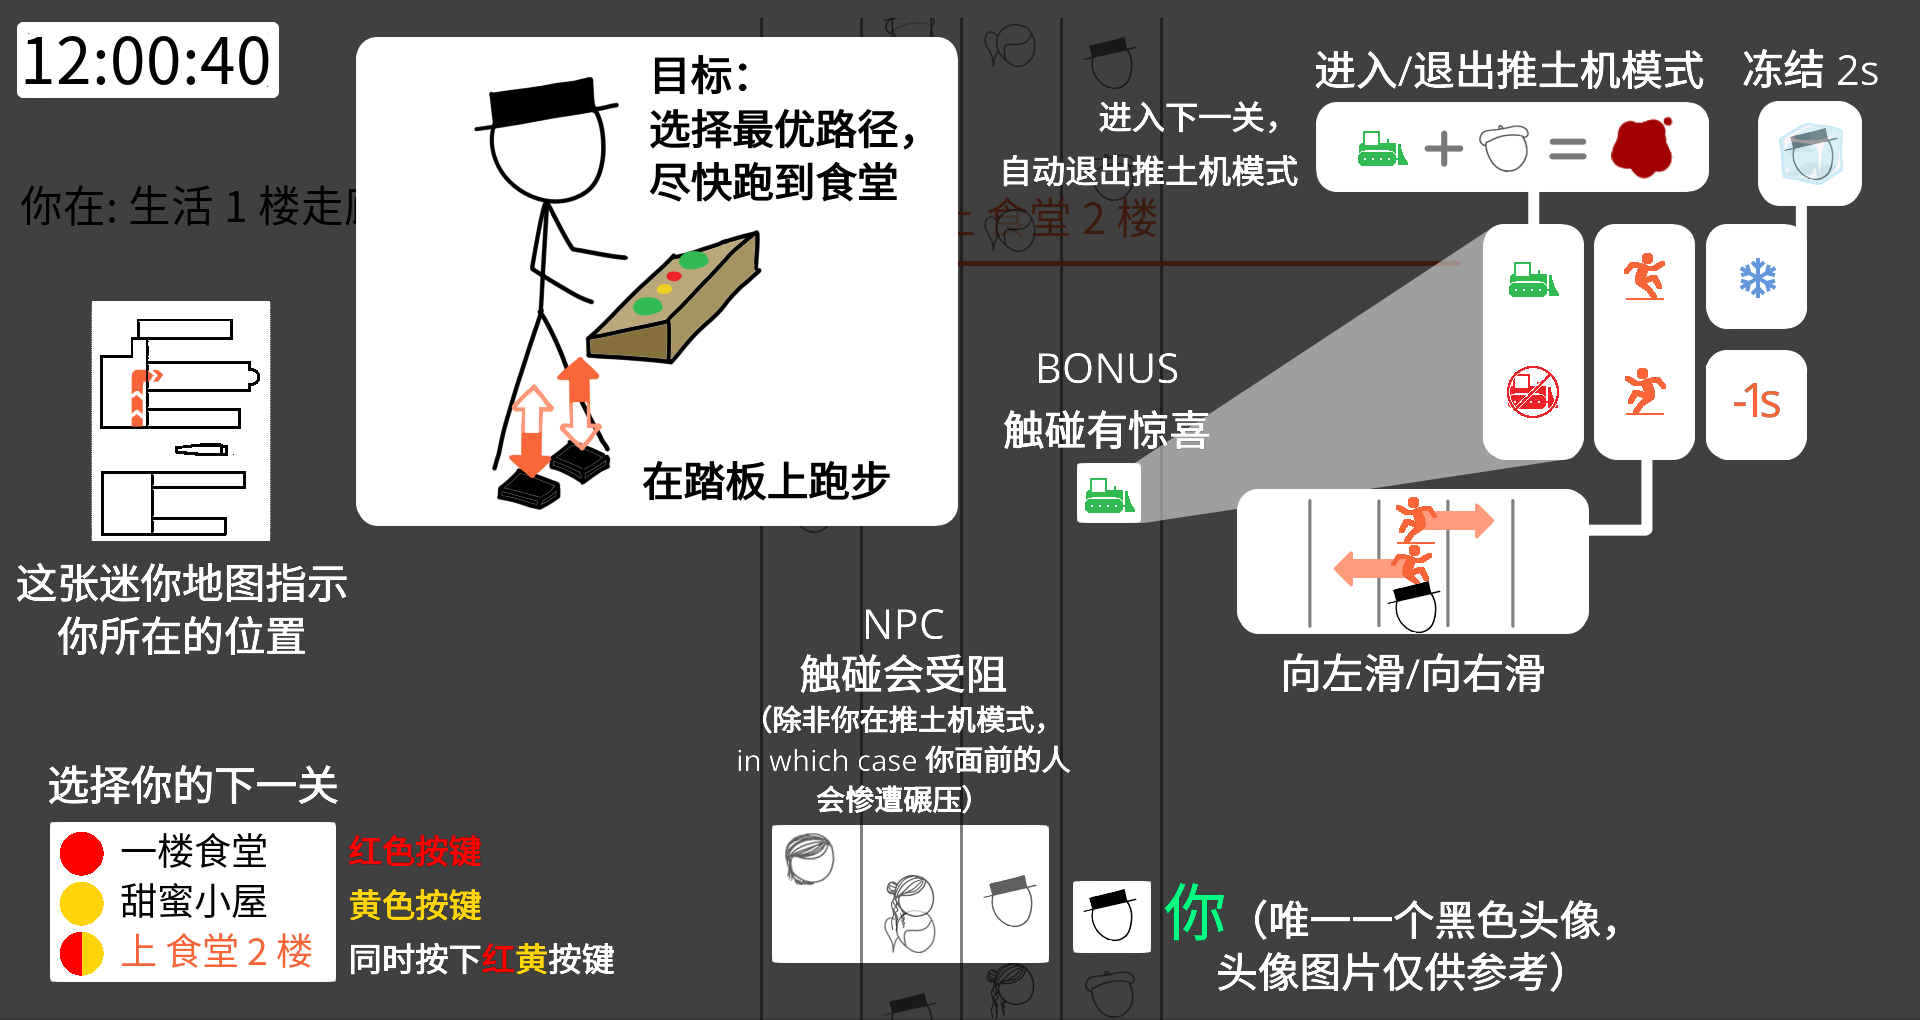 12:00:40
你在: 生活 1 楼走
目标：
选择最优路径，
尽快跑到食堂
在踏板上跑步
进入/退出推土机模式
冻结 2s
进入下一关，
自动退出推土机模式
上 食堂 2 楼
-1s
BONUS
触碰有惊喜
这张迷你地图指示
你所在的位置
NPC
触碰会受阻
（除非你在推土机模式，
in which case 你面前的人
会惨遭碾压）
向左滑/向右滑
选择你的下一关
一楼食堂 红色按键
甜蜜小屋 黄色按键
上 食堂 2 楼 同时按下红黄按键
你（唯一一个黑色头像，
头像图片仅供参考）